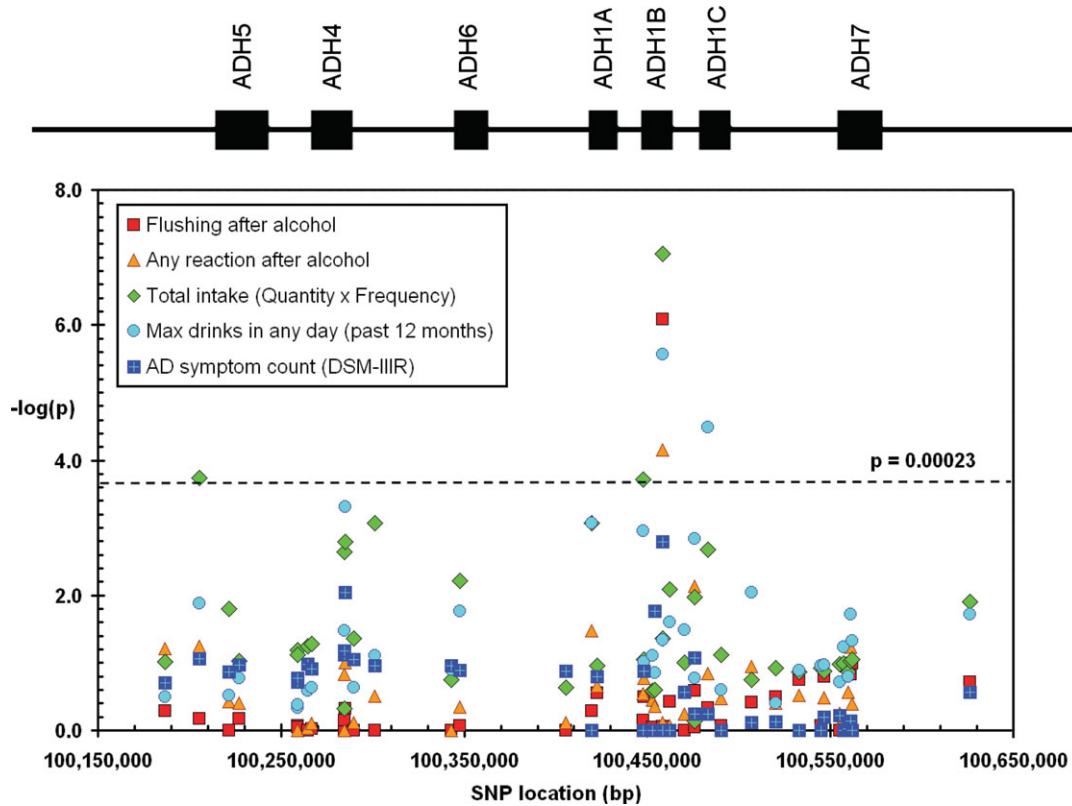 ADH5
ADH4
ADH6
ADH1A
ADH1B
ADH1C
ADH7
8.0
6.0
-log(p)
4.0
2.0
0.0
Flushing after alcohol
Any reaction after alcohol
Total intake (Quantity x Frequency)
Max drinks in any day (past 12 months)
AD symptom count (DSM-IIIR)
p = 0.00023
100,150,000
100,250,000
100,350,000
100,450,000
100,550,000
100,650,000
SNP location (bp)